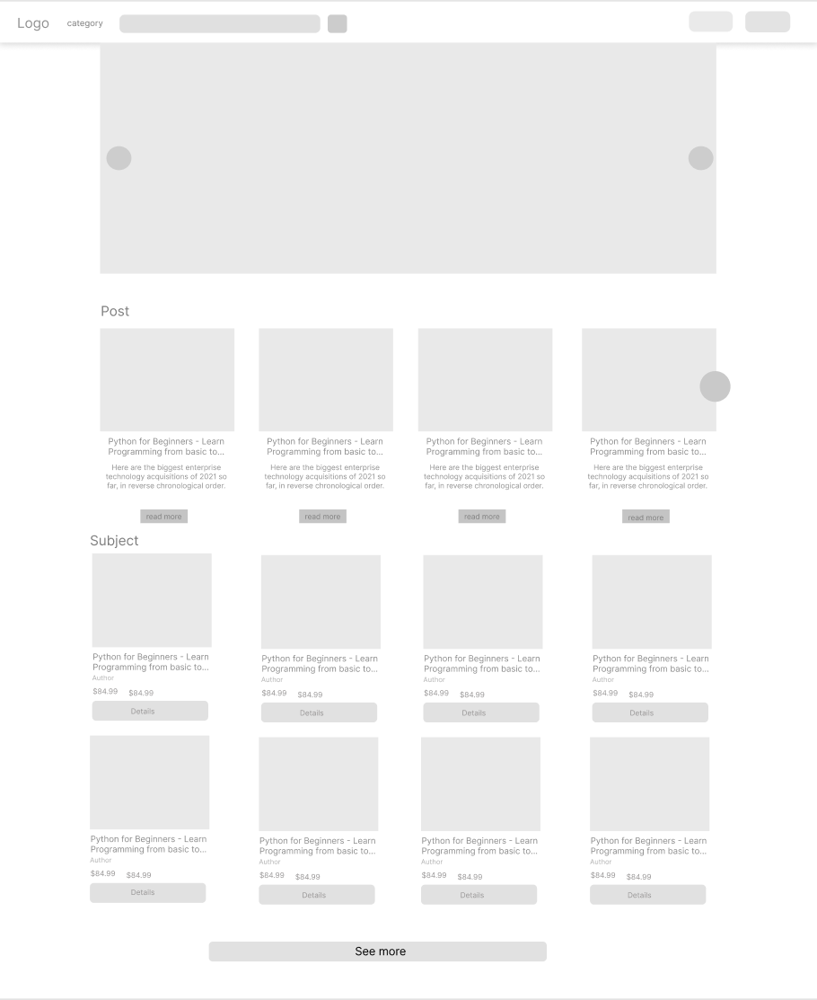 Logo
category
Post
Python for Beginners - Learn
Programming from basic to...
Here are the biggest enterprise
technology acquisitions of 2021 so
far, in reverse chronological order.
read more
Python for Beginners - Learn
Programming from basic to...
Here are the biggest enterprise
technology acquisitions of 2021 so
far, in reverse chronological order.
read more
Python for Beginners - Learn
Programming from basic to...
Here are the biggest enterprise
technology acquisitions of 2021 so
far, in reverse chronological order.
read more
Python for Beginners - Learn
Programming from basic to...
Here are the biggest enterprise
technology acquisitions of 2021 so
far, in reverse chronological order.
read more
Subject
Python for Beginners - Learn
Programming from basic to...
Author
$84.99 $84.99
Details
Python for Beginners - Learn
Programming from basic to...
Author
$84.99 $84.99
Details
Python for Beginners - Learn
Programming from basic to...
Author
$84.99 $84.99
Details
Python for Beginners - Learn
Programming from basic to...
Author
$84.99 $84.99
Details
Python for Beginners - Learn
Programming from basic to...
Author
$84.99 $84.99
Details
Python for Beginners - Learn
Programming from basic to...
Author
$84.99 $84.99
Details
Python for Beginners - Learn
Programming from basic to...
Author
$84.99 $84.99
Details
Python for Beginners - Learn
Programming from basic to...
Author
$84.99 $84.99
Details
See more